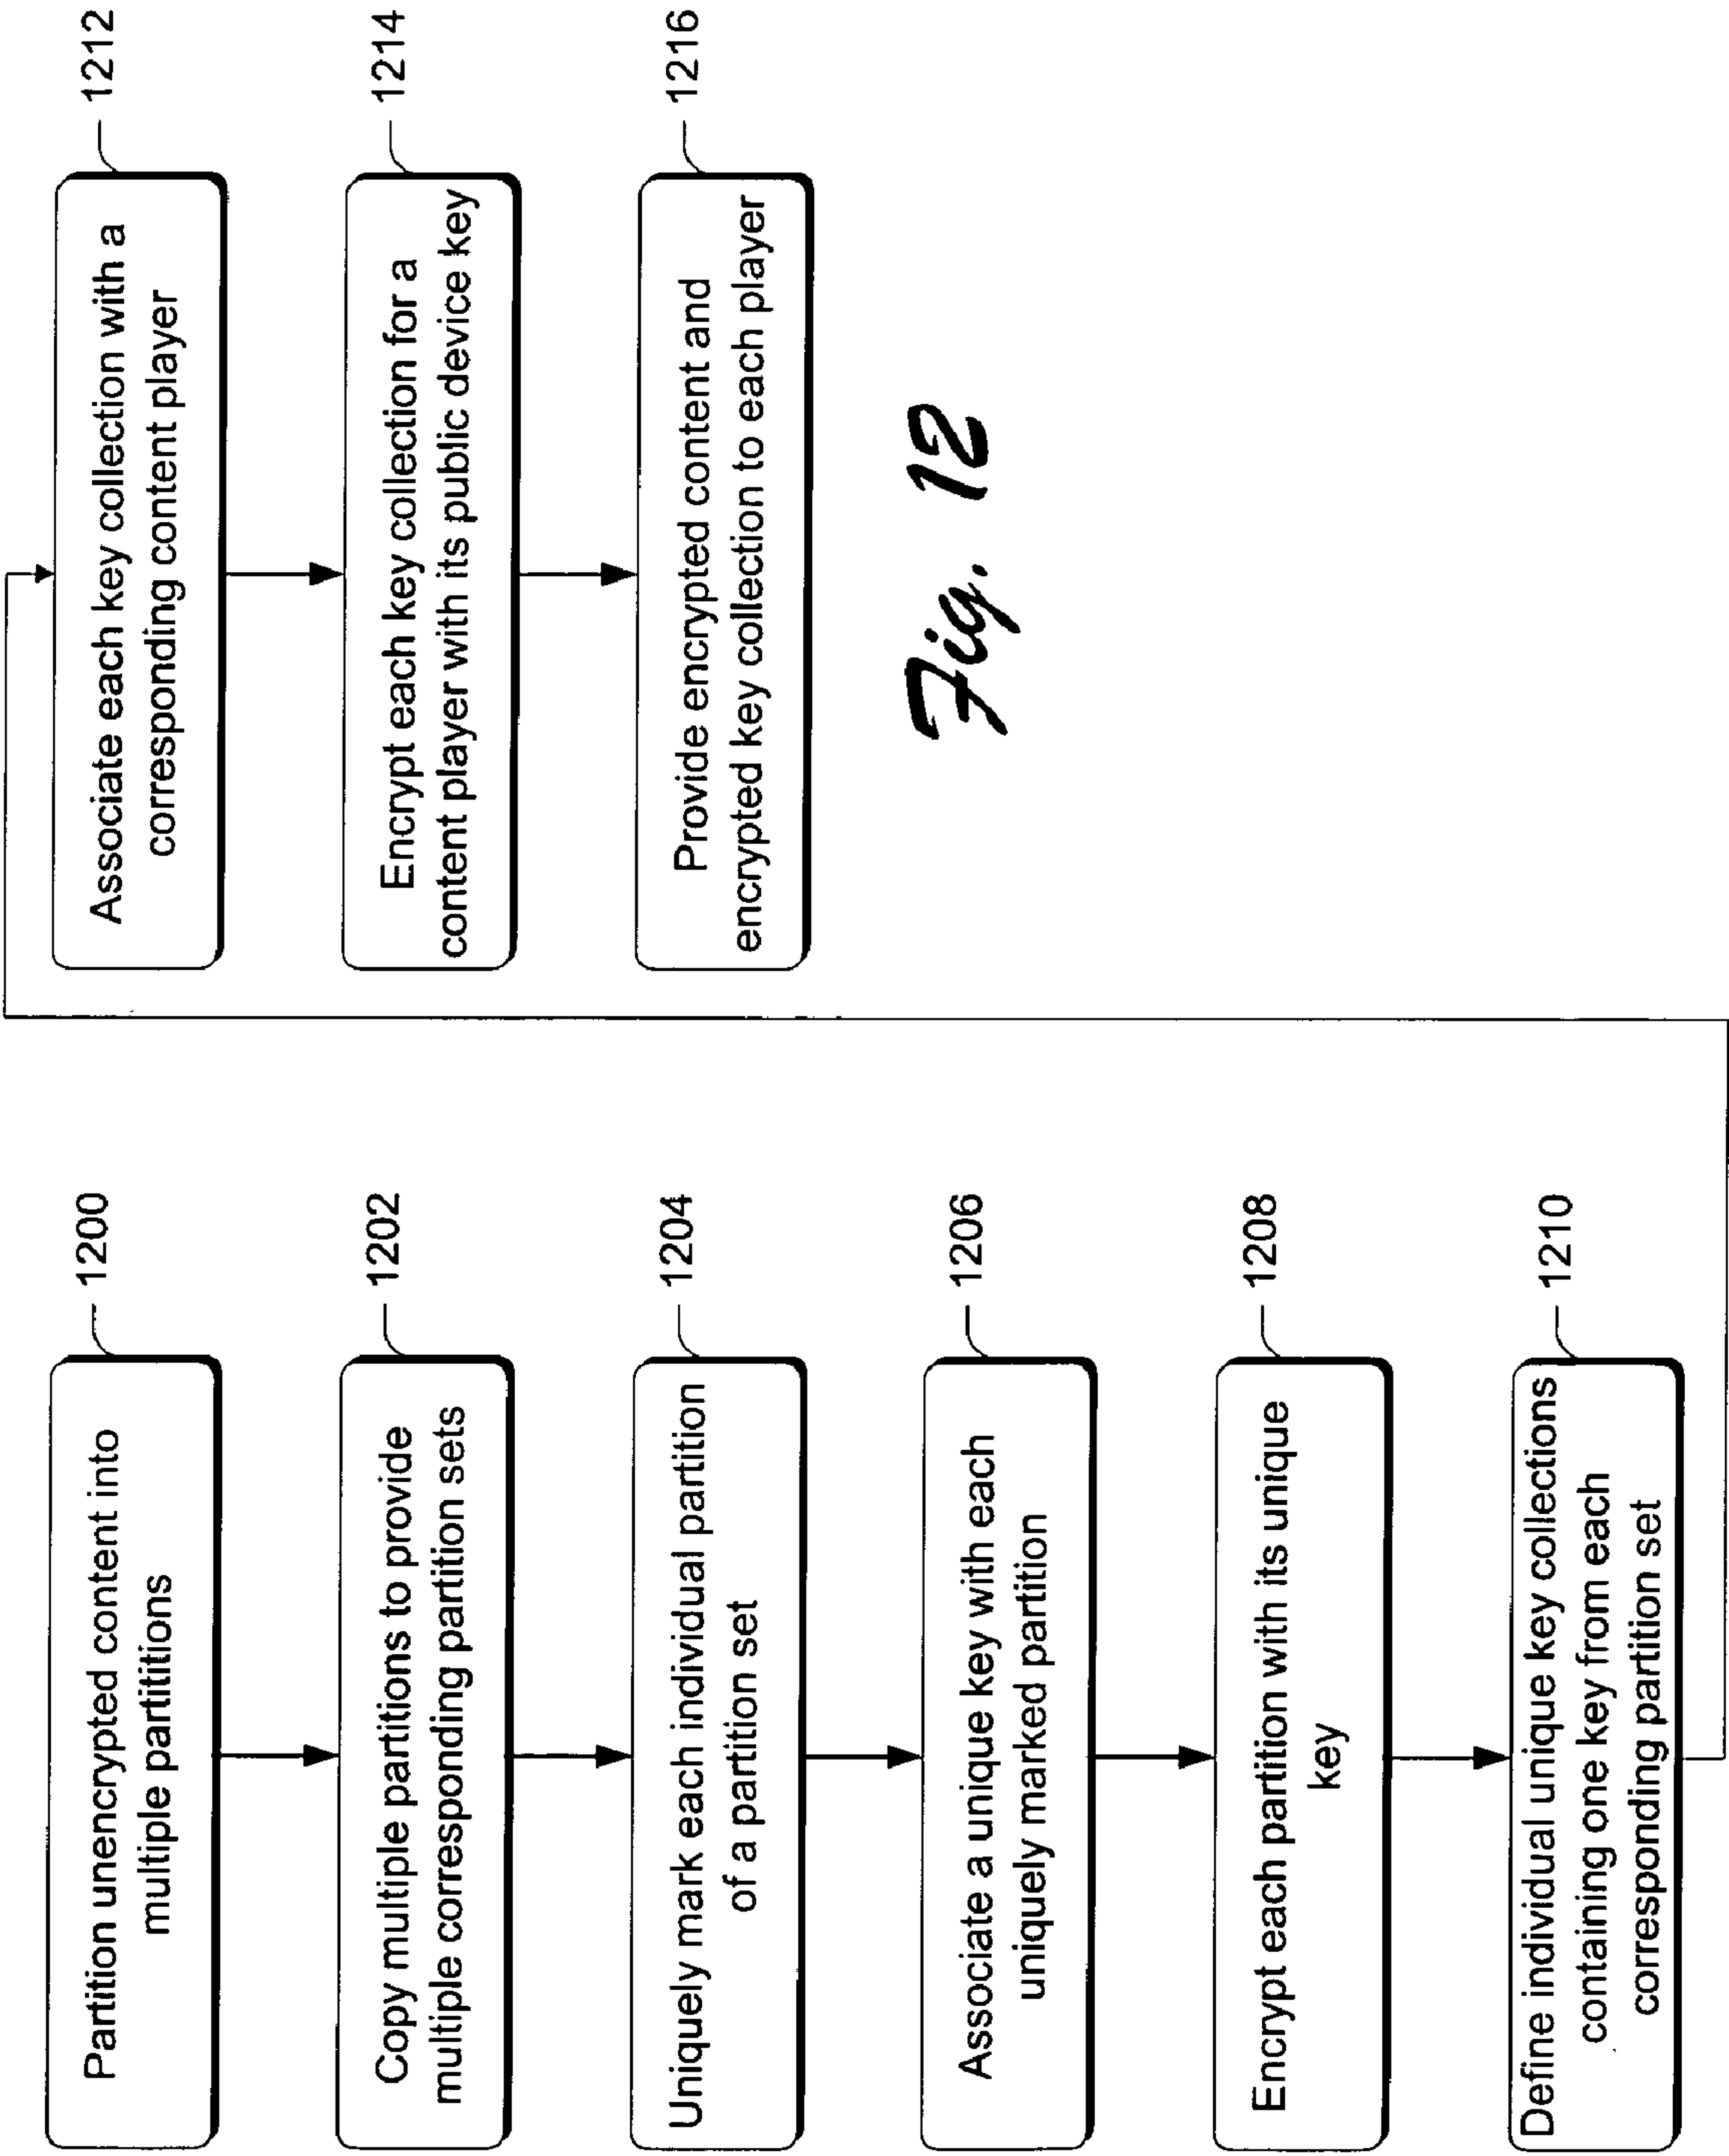 Partition unencrypted content into
multiple partitions
1200
Copy multiple partitions to provide
multiple corresponding partition sets
1202
Uniquely mark each individual partition
of a partition set
1204
Associate a unique key with each
uniquely marked partition
1206
Encrypt each partition with its unique
key
1208
Define individual unique key collections
containing one key from each
corresponding partition set
1210
Associate each key collection with a
corresponding content player
1212
Encrypt each key collection for a
content player with its public device key
1214
Provide encrypted content and
encrypted key collection to each player
1216
Fig. 12